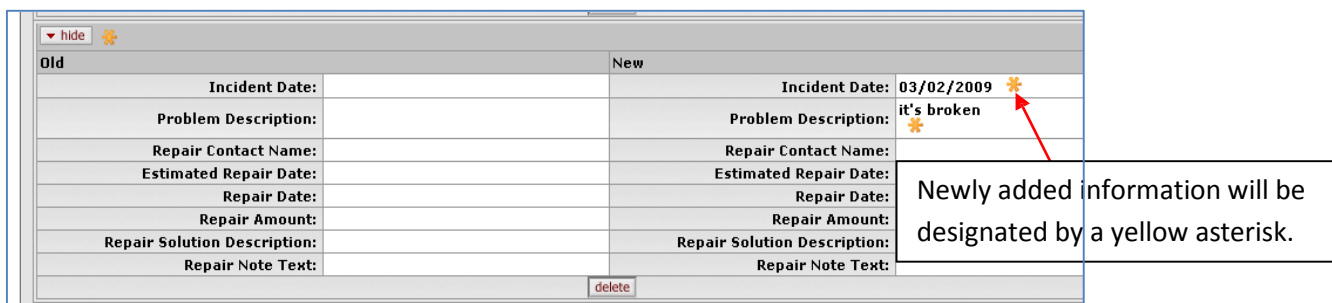 hide
Old New
Incident Date: Incident Date: 03/02/2009
Problem Description: Problem Description: it's broken
Repair Contact Name: Repair Contact Name:
Estimated Repair Date: Estimated Repair Date:
Repair Date: Repair Date:
Repair Amount: Repair Amount:
Repair Solution Description: Repair Solution Description:
Repair Note Text: Repair Note Text:
delete
Newly added information will be
designated by a yellow asterisk.